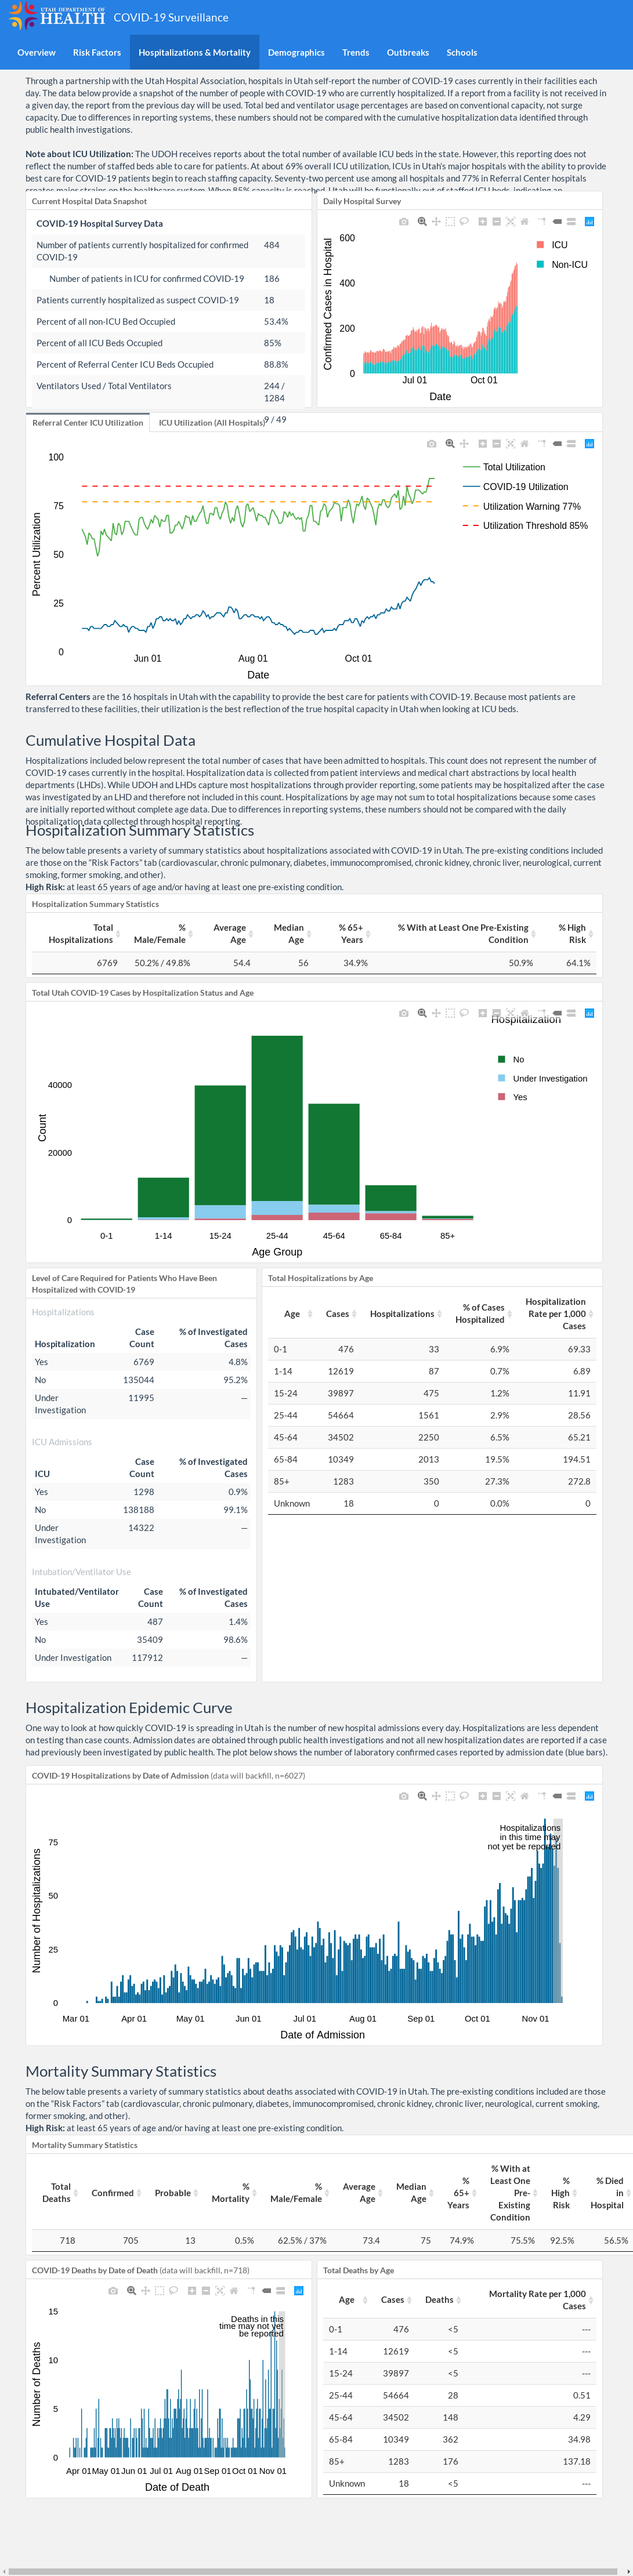 UTAH DEPARTMENT OF
HEALTH
COVID-19 Surveillance
Overview Risk Factors Hospitalizations & Mortality Demographics Trends Outbreaks Schools
Through a partnership with the Utah Hospital Association, hospitals in Utah self-report the number of COVID-19 cases currently in their facilities each
day. The data below provide a snapshot of the number of people with COVID-19 who are currently hospitalized. If a report from a facility is not received in
a given day, the report from the previous day will be used. Total bed and ventilator usage percentages are based on conventional capacity, not surge
capacity. Due to differences in reporting systems, these numbers should not be compared with the cumulative hospitalization data identified through
public health investigations.
Note about ICU Utilization: The UDOH receives reports about the total number of available ICU beds in the state. However, this reporting does not
reflect the number of staffed beds able to care for patients. At about 69% overall ICU utilization, ICUs in Utah's major hospitals with the ability to provide
best care for COVID-19 patients begin to reach staffing capacity. Seventy-two percent use among all hospitals and 77% in Referral Center hospitals
creates major strains on the healthcare system. When 85% capacity is reached, Utah will be functionally out of staffed ICU beds, indicating an
Current Hospital Data Snapshot
COVID-19 Hospital Survey Data
Number of patients currently hospitalized for confirmed 484
COVID-19
Number of patients in ICU for confirmed COVID-19 186
Patients currently hospitalized as suspect COVID-19 18
Percent of all non-ICU Bed Occupied 53.4%
Percent of all ICU Beds Occupied 85%
Percent of Referral Center ICU Beds Occupied 88.8%
Ventilators Used / Total Ventilators 244 /
1284
9 / 49
Daily Hospital Survey
600
400
200
0
Confirmed Cases in Hospital
Jul 01 Oct 01
Date
ICU
Non-ICU
Referral Center ICU Utilization ICU Utilization (All Hospitals)
100
75
50
25
0
Percent Utilization
Jun 01 Aug 01 Oct 01
Date
Total Utilization
COVID-19 Utilization
Utilization Warning 77%
Utilization Threshold 85%
Referral Centers are the 16 hospitals in Utah with the capability to provide the best care for patients with COVID-19. Because most patients are
transferred to these facilities, their utilization is the best reflection of the true hospital capacity in Utah when looking at ICU beds.
Cumulative Hospital Data
Hospitalizations included below represent the total number of cases that have been admitted to hospitals. This count does not represent the number of
COVID-19 cases currently in the hospital. Hospitalization data is collected from patient interviews and medical chart abstractions by local health
departments (LHDs). While UDOH and LHDs capture most hospitalizations through provider reporting, some patients may be hospitalized after the case
was investigated by an LHD and therefore not included in this count. Hospitalizations by age may not sum to total hospitalizations because some cases
are initially reported without complete age data. Due to differences in reporting systems, these numbers should not be compared with the daily
hospitalization data collected through hospital reporting.
Hospitalization Summary Statistics
The below table presents a variety of summary statistics about hospitalizations associated with COVID-19 in Utah. The pre-existing conditions included
are those on the "Risk Factors" tab (cardiovascular, chronic pulmonary, diabetes, immunocompromised, chronic kidney, chronic liver, neurological, current
smoking, former smoking, and other).
High Risk: at least 65 years of age and/or having at least one pre-existing condition.
Hospitalization Summary Statistics
Total % Average Median % 65+ % With at Least One Pre-Existing % High
Hospitalizations Male/Female Age Age Years Condition Risk
6769 50.2% / 49.8% 54.4 56 34.9% 50.9% 64.1%
Total Utah COVID-19 Cases by Hospitalization Status and Age
Hospitalization
No
Under Investigation
Yes
40000
20000
0
Count
0-1 1-14 15-24 25-44 45-64 65-84 85+
Age Group
Level of Care Required for Patients Who Have Been
Hospitalized with COVID-19
Hospitalizations
Case % of Investigated
Hospitalization Count Cases
Yes 6769 4.8%
No 135044 95.2%
Under 11995 —
Investigation
ICU Admissions
Case % of Investigated
ICU Count Cases
Yes 1298 0.9%
No 138188 99.1%
Under 14322 —
Investigation
Intubation/Ventilator Use
Intubated/Ventilator Case % of Investigated
Use Count Cases
Yes 487 1.4%
No 35409 98.6%
Under Investigation 117912 —
Total Hospitalizations by Age
Hospitalization
% of Cases Rate per 1,000
Age Cases Hospitalizations Hospitalized Cases
0-1 476 33 6.9% 69.33
1-14 12619 87 0.7% 6.89
15-24 39897 475 1.2% 11.91
25-44 54664 1561 2.9% 28.56
45-64 34502 2250 6.5% 65.21
65-84 10349 2013 19.5% 194.51
85+ 1283 350 27.3% 272.8
Unknown 18 0 0.0% 0
Hospitalization Epidemic Curve
One way to look at how quickly COVID-19 is spreading in Utah is the number of new hospital admissions every day. Hospitalizations are less dependent
on testing than case counts. Admission dates are obtained through public health investigations and not all new hospitalization dates are reported if a case
had previously been investigated by public health. The plot below shows the number of laboratory confirmed cases reported by admission date (blue bars).
COVID-19 Hospitalizations by Date of Admission (data will backfill, n=6027)
Hospitalizations
in this time may
not yet be reported
75
50
25
0
Number of Hospitalizations
Mar 01 Apr 01 May 01 Jun 01 Jul 01 Aug 01 Sep 01 Oct 01 Nov 01
Date of Admission
Mortality Summary Statistics
The below table presents a variety of summary statistics about deaths associated with COVID-19 in Utah. The pre-existing conditions included are those
on the "Risk Factors" tab (cardiovascular, chronic pulmonary, diabetes, immunocompromised, chronic kidney, chronic liver, neurological, current smoking,
former smoking, and other).
High Risk: at least 65 years of age and/or having at least one pre-existing condition.
Mortality Summary Statistics
% With at
% Least One % % Died
Total % % Average Median 65+ Pre- High in
Deaths Confirmed Probable Mortality Male/Female Age Age Years Existing Risk Hospital
Condition
718 705 13 0.5% 62.5% / 37% 73.4 75 74.9% 75.5% 92.5% 56.5%
COVID-19 Deaths by Date of Death (data will backfill, n=718)
Deaths in this
time may not yet
be reported
15
10
5
0
Number of Deaths
Apr 01 May 01 Jun 01 Jul 01 Aug 01 Sep 01 Oct 01 Nov 01
Date of Death
Total Deaths by Age
Mortality Rate per 1,000
Age Cases Deaths Cases
0-1 476 <5 ---
1-14 12619 <5 ---
15-24 39897 <5 ---
25-44 54664 28 0.51
45-64 34502 148 4.29
65-84 10349 362 34.98
85+ 1283 176 137.18
Unknown 18 <5 ---